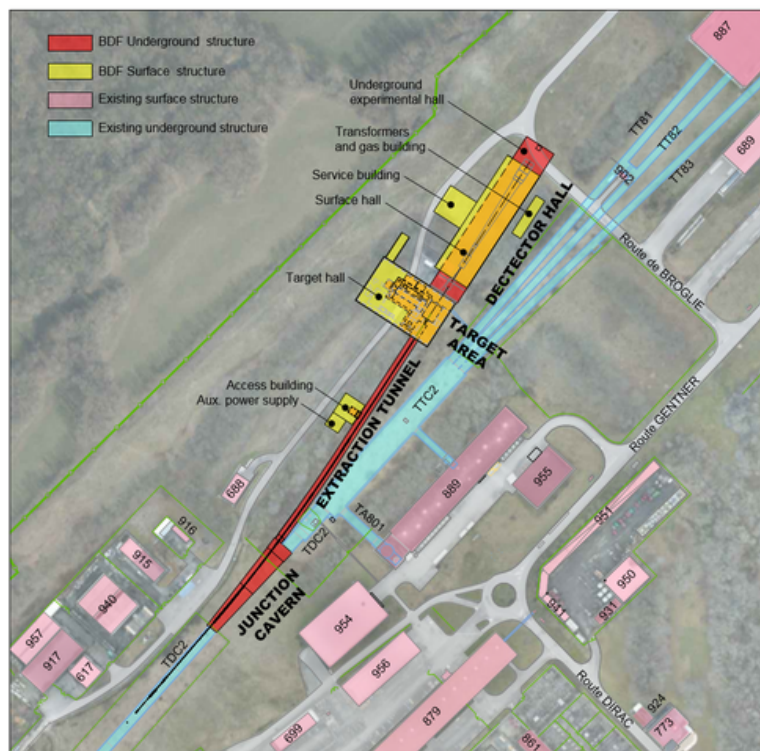 BDF Underground structure
BDF Surface structure
Existing surface structure
Existing underground structure
Underground
experimental hall
Transformers
and gas building
Service building
Surface hall
Target hall
Access building
Aux. power supply
DECTECTOR HALL
TARGET
AREA
EXTRACTION TUNNEL
JUNCTION
CAVERN
887
TT81
TT82
TT83
902
689
Route de BROGLIE
Route GENTNER
TTC2
889
955
TA801
TDC2
688
916
915
940
957
917
617
TDC2
951
950
931
941
954
956
879
699
861
Route DIRAC
924
773